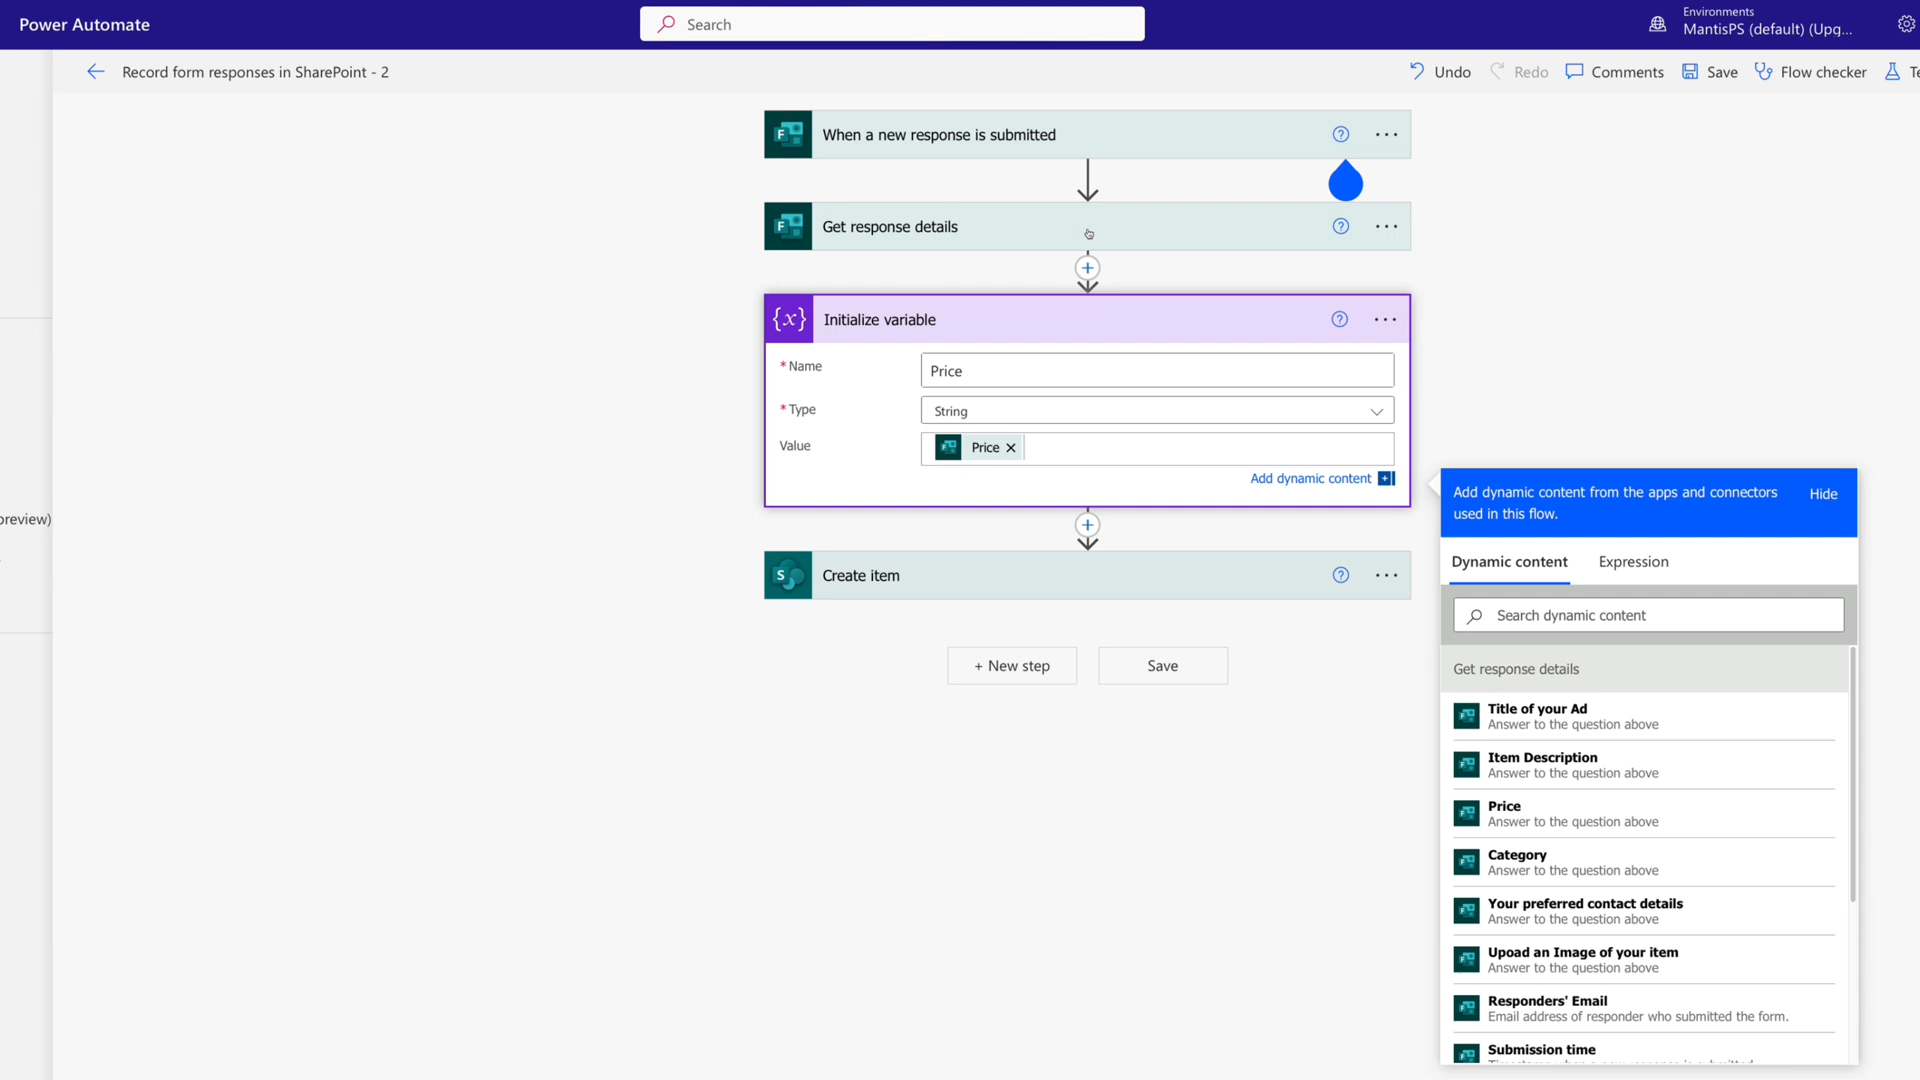 Power Automate
Search
Environments
MantisPS (default) (Upg...
Record form responses in SharePoint - 2
Undo
Redo
Comments
Save
Flow checker
Te
When a new response is submitted
Get response details
Initialize variable
* Name
Price
* Type
String
Value
Price
Add dynamic content
Create item
+ New step
Save
preview)
Add dynamic content from the apps and connectors
used in this flow.
Hide
Dynamic content
Expression
Search dynamic content
Get response details
Title of your Ad
Answer to the question above
Item Description
Answer to the question above
Price
Answer to the question above
Category
Answer to the question above
Your preferred contact details
Answer to the question above
Upoad an Image of your item
Answer to the question above
Responders' Email
Email address of responder who submitted the form.
Submission time